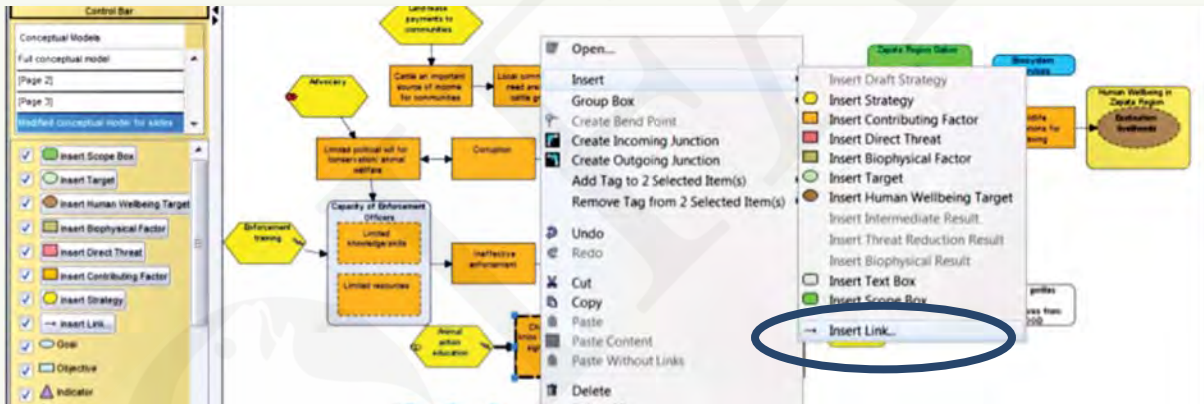 Control Bar
Conceptual Models
Full conceptual model
[Page 2]
[Page 3]
Modified conceptual model for slides
Insert Scope Box
Insert Target
Insert Human Wellbeing Target
Insert Biophysical Factor
Insert Direct Threat
Insert Contributing Factor
Insert Strategy
Insert Link...
Goal
Objective
Indicator
Land-lease
payments to
communities
Advocacy
Cattle an important
source of income
for communities
Limited political will for
conservation/ animal
welfare
Corruption
Capacity of Enforcement
Officers
Limited
knowledge/skills
Limited resources
Enforcement
training
Ineffective
enforcement
Animal
action
education
Open...
Insert
Group Box
Create Bend Point
Create Incoming Junction
Create Outgoing Junction
Add Tag to 2 Selected Item(s)
Remove Tag from 2 Selected Item(s)
Undo
Redo
Cut
Copy
Paste
Paste Content
Paste Without Links
Delete
Insert Draft Strategy
Insert Strategy
Insert Contributing Factor
Insert Direct Threat
Insert Biophysical Factor
Insert Target
Insert Human Wellbeing Target
Insert Intermediate Result
Insert Threat Reduction Result
Insert Biophysical Result
Insert Text Box
Insert Scope Box
Insert Link...
Human Wellbeing in
Zapata Region
livelihoods